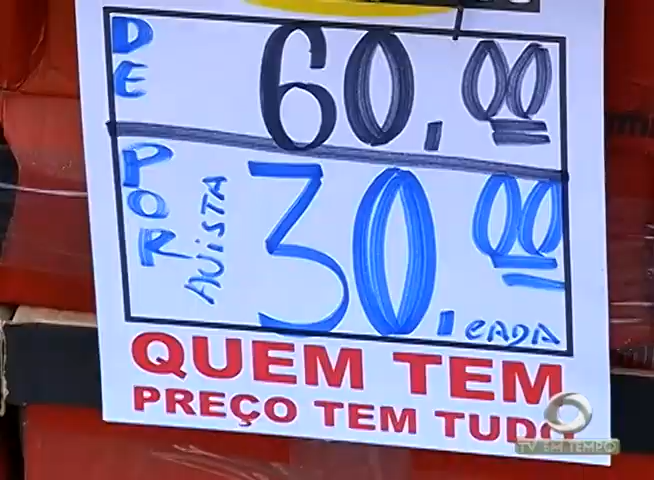 DE 60.00
POR AVISTA 30.00 CADA
QUEM TEM
PREÇO TEM TUDO
TV EM TEMPO